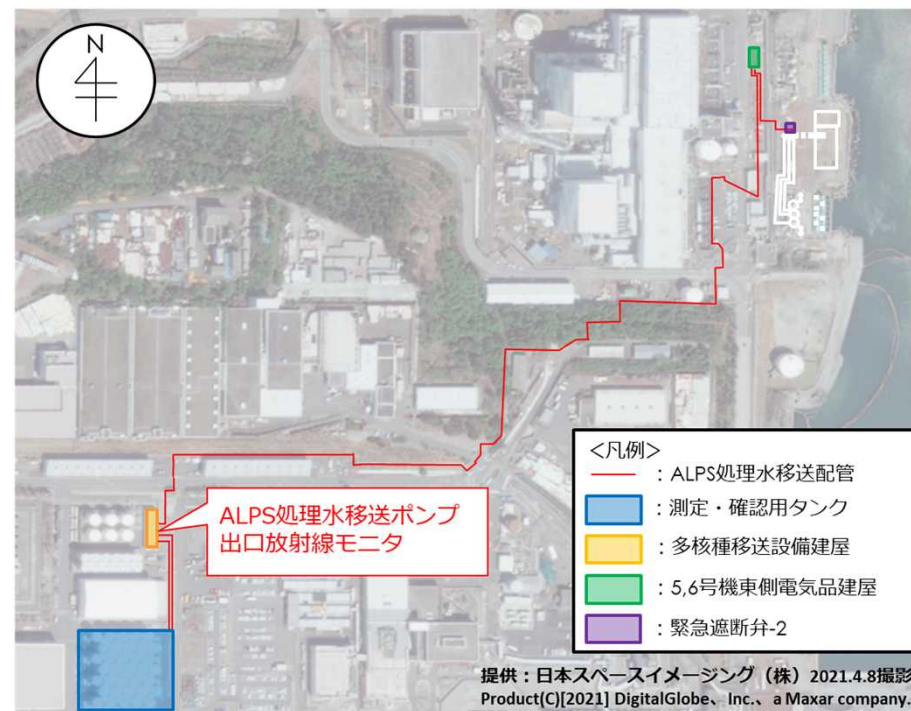 N
ALPS処理水移送ポンプ
出口放射線モニタ
<凡例>
：ALPS処理水移送配管
：測定・確認用タンク
：多核種移送設備建屋
：5,6号機東側電気品建屋
：緊急遮断弁-2
提供：日本スペースイメージング（株）2021.4.8撮影
Product(C)[2021] DigitalGlobe、Inc.、a Maxar company.